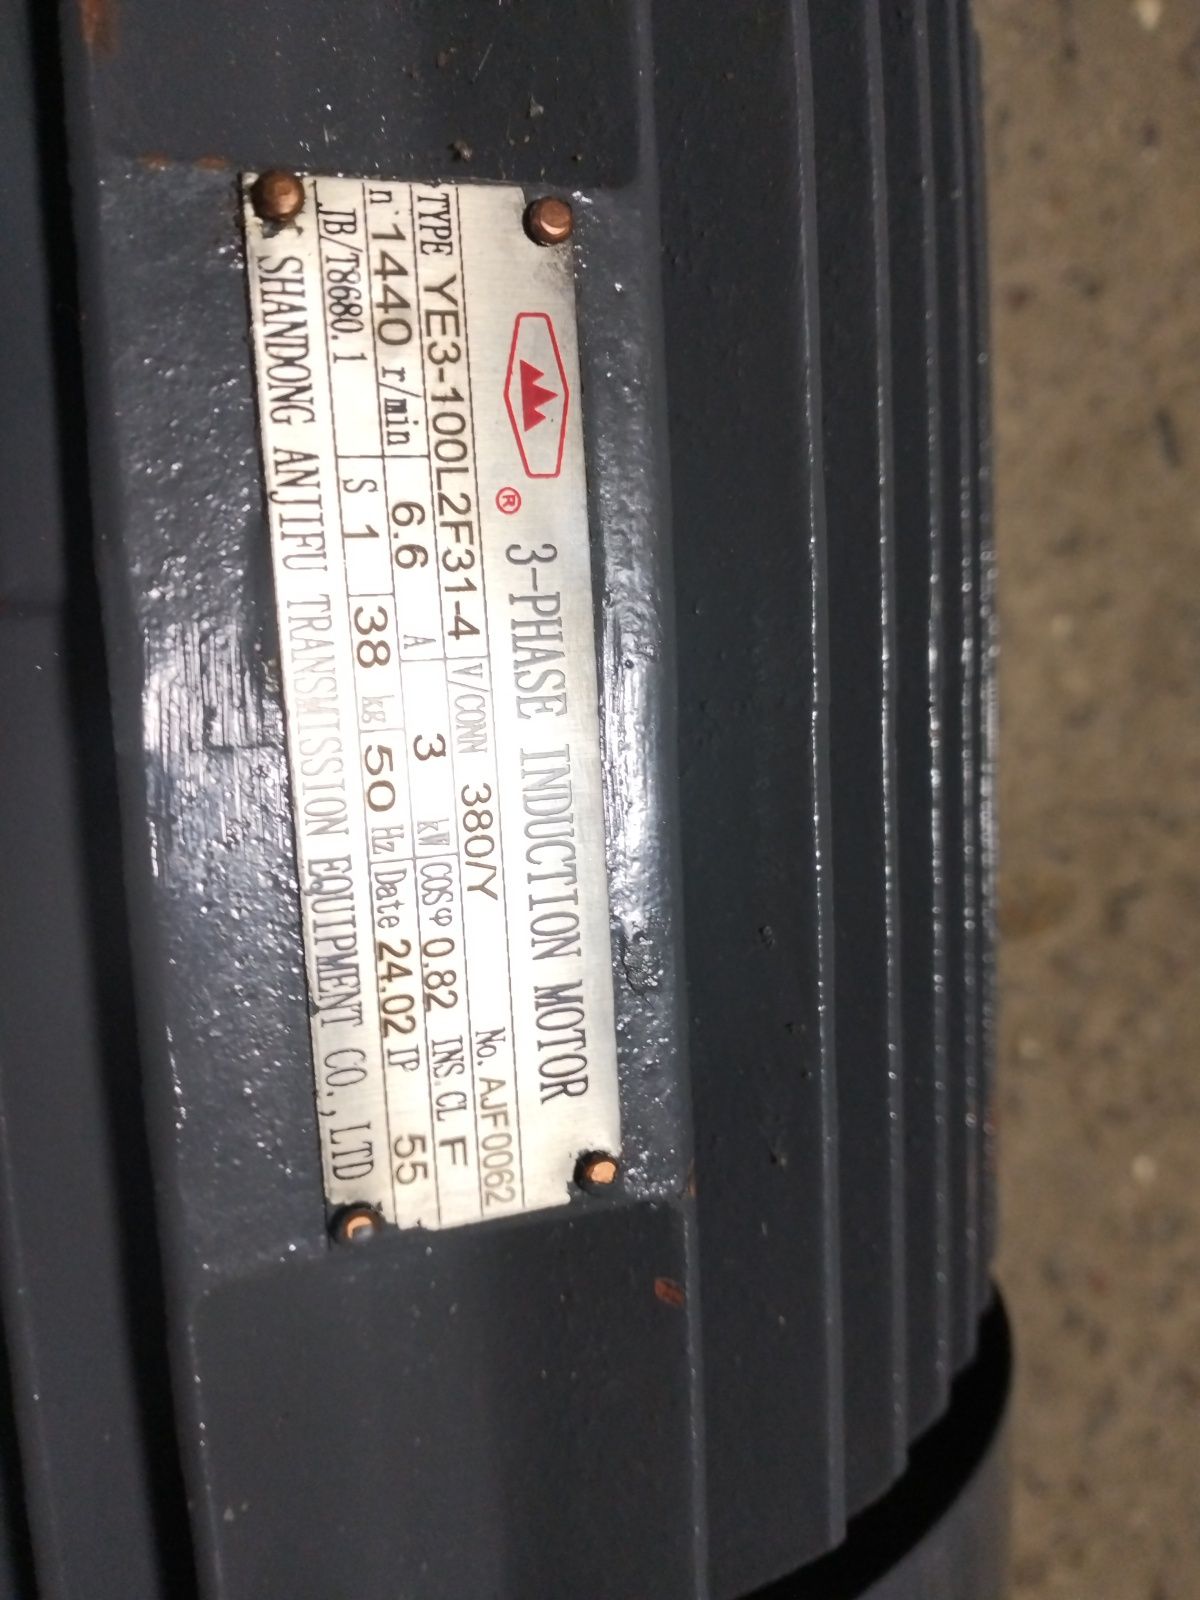 ® 3-PHASE INDUCTION MOTOR
TYPE YE3-100L2F31-4 V/CONN 380/Y No. AJF0062
n 1440 r/min 6.6 A 3 kW COSφ 0.82 INS.CL F
JB/T8680.1 S1 38 kg 50 Hz Date 24.02 IP 55
SHANDONG ANJIFU TRANSMISSION EQUIPMENT CO.,LTD